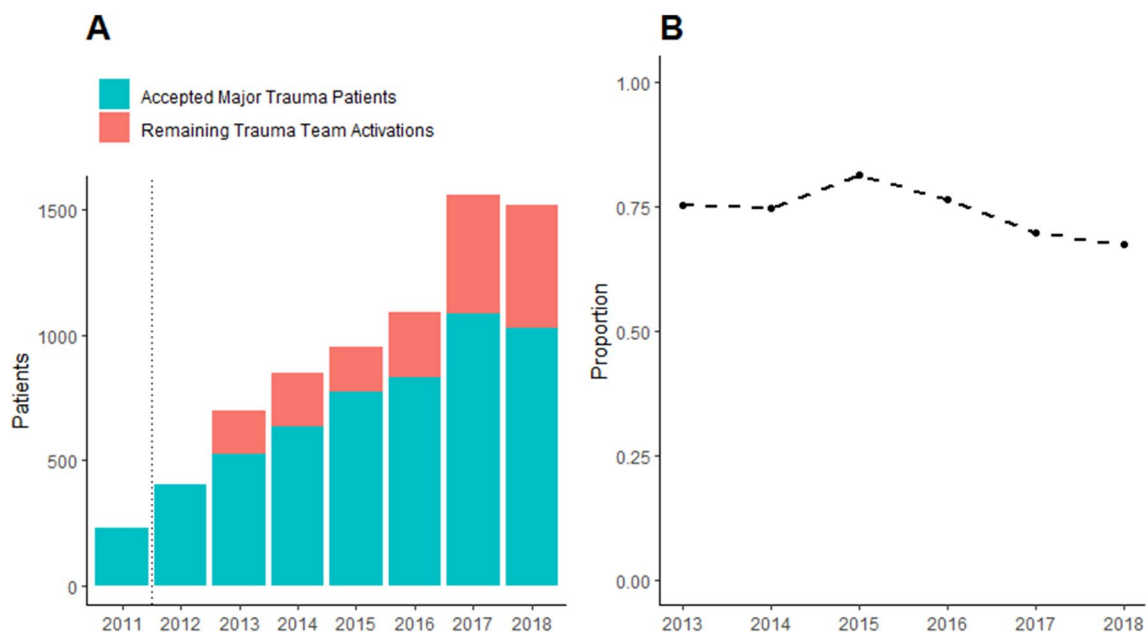 A
Accepted Major Trauma Patients
Remaining Trauma Team Activations
Patients
1500
1000
500
0
2011 2012 2013 2014 2015 2016 2017 2018
B
Proportion
1.00
0.75
0.50
0.25
0.00
2013 2014 2015 2016 2017 2018